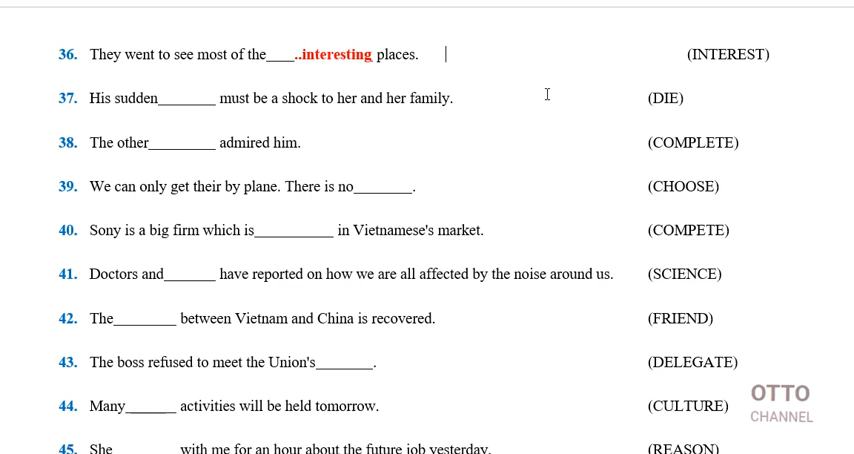 36. They went to see most of the____..interesting places. (INTEREST)
37. His sudden________ must be a shock to her and her family. (DIE)
38. The other_________ admired him. (COMPLETE)
39. We can only get their by plane. There is no________. (CHOOSE)
40. Sony is a big firm which is___________ in Vietnamese's market. (COMPETE)
41. Doctors and_______ have reported on how we are all affected by the noise around us. (SCIENCE)
42. The_________ between Vietnam and China is recovered. (FRIEND)
43. The boss refused to meet the Union's________. (DELEGATE)
44. Many_______ activities will be held tomorrow. (CULTURE)
OTTO
CHANNEL
45. She_________ with me for an hour about the future job yesterday. (REASON)